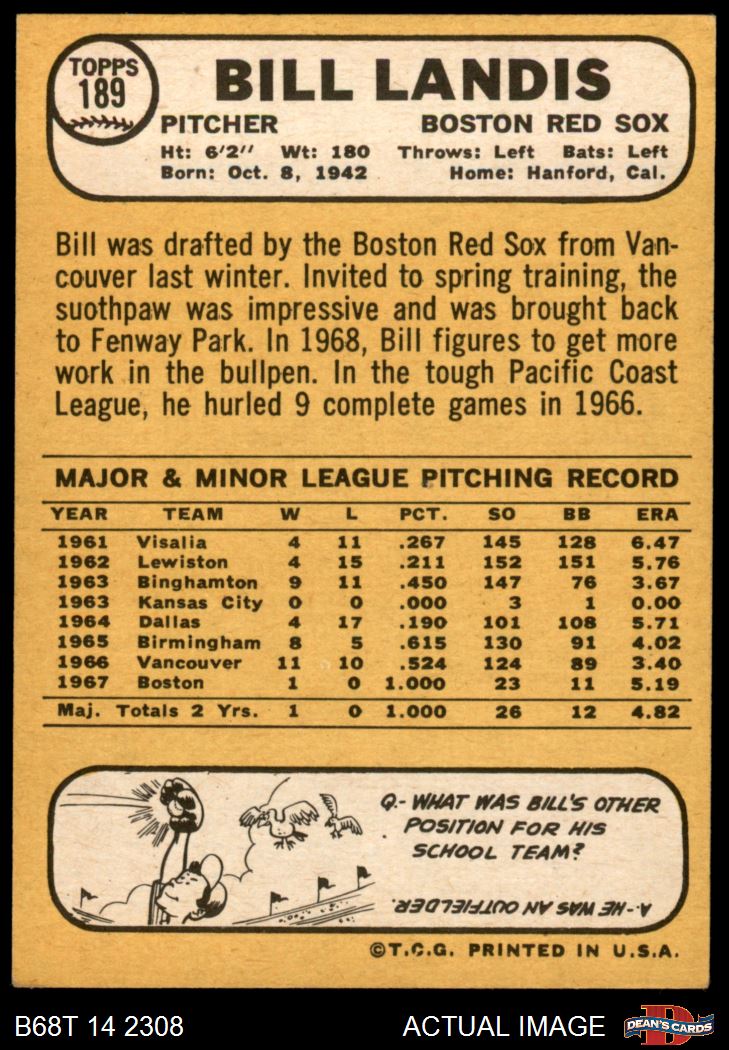 TOPPS
189
BILL LANDIS
PITCHER BOSTON RED SOX
Ht: 6'2" Wt: 180 Throws: Left Bats: Left
Born: Oct. 8, 1942 Home: Hanford, Cal.
Bill was drafted by the Boston Red Sox from Van-
couver last winter. Invited to spring training, the
suothpaw was impressive and was brought back
to Fenway Park. In 1968, Bill figures to get more
work in the bullpen. In the tough Pacific Coast
League, he hurled 9 complete games in 1966.
MAJOR & MINOR LEAGUE PITCHING RECORD
YEAR TEAM W L PCT. SO BB ERA
1961 Visalia 4 11 .267 145 128 6.47
1962 Lewiston 4 15 .211 152 151 5.76
1963 Binghamton 9 11 .450 147 76 3.67
1963 Kansas City 0 0 .000 3 1 0.00
1964 Dallas 4 17 .190 101 108 5.71
1965 Birmingham 8 5 .615 130 91 4.02
1966 Vancouver 11 10 .524 124 89 3.40
1967 Boston 1 0 1.000 23 11 5.19
Maj. Totals 2 Yrs. 1 0 1.000 26 12 4.82
Q.- WHAT WAS BILL'S OTHER
POSITION FOR HIS
SCHOOL TEAM?
A.- HE WAS AN OUTFIELDER.
©T.C.G. PRINTED IN U.S.A.
B68T 14 2308 ACTUAL IMAGE
D
DEAN'S CARDS